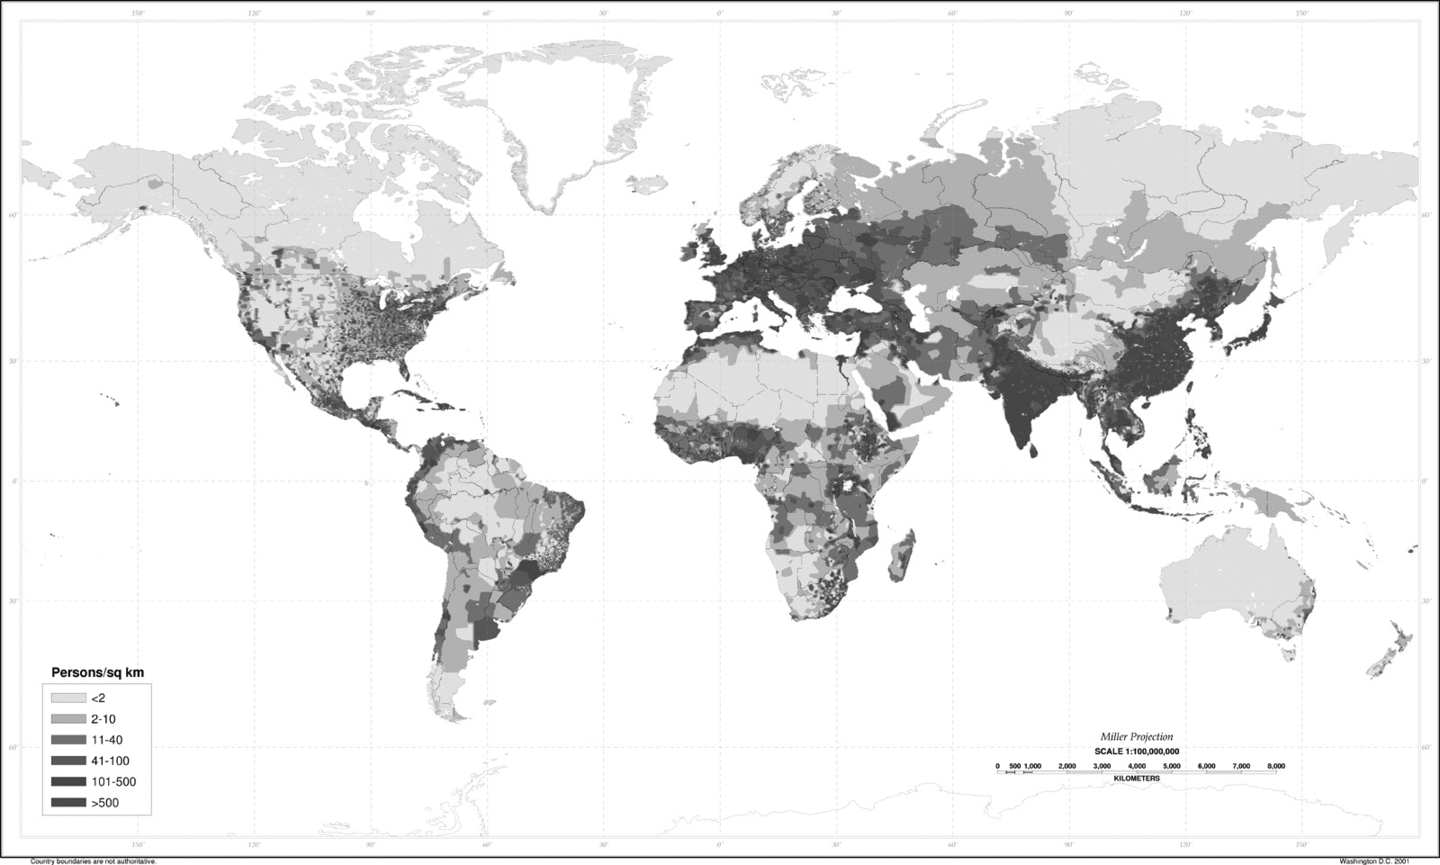 150° 120° 90° 60° 30° 0° 30° 60° 90° 120° 150°
60° 60°
30° 30°
0° 0°
30° 30°
Persons/sq km
<2
2-10
11-40
41-100
101-500
>500
Miller Projection
SCALE 1:100,000,000
0 500 1,000 2,000 3,000 4,000 5,000 6,000 7,000 8,000
KILOMETERS
60° 60°
150° 120° 90° 60° 30° 0° 30° 60° 90° 120° 150°
Country boundaries are not authoritative.
Washington D.C. 2001